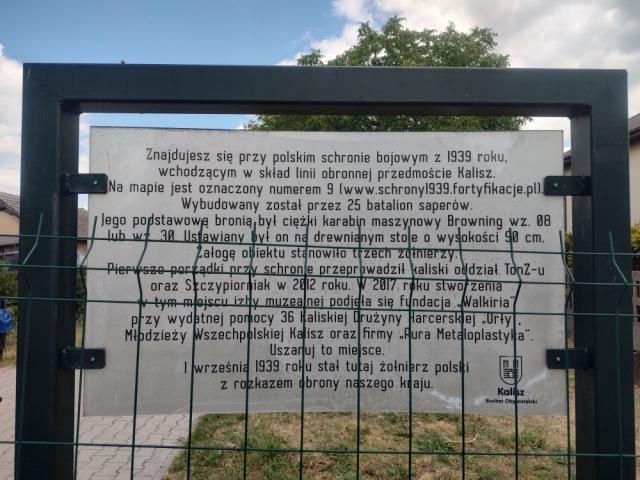 Znajdujesz się przy polskim schronie bojowym z 1939 roku,
wchodzącym w skład linii obronnej przedmoście Kalisz.
Na mapie jest oznaczony numerem 9 (www.schrony1939.fortyfikacje.pl).
Wybudowany został przez 25 batalion saperów.
Jego podstawową bronią był ciężki karabin maszynowy Browning wz. 08
lub wz. 30. Ustawiany był on na drewnianym stole o wysokości 90 cm.
Załogę obiektu stanowiło trzech żołnierzy.
Pierwsze porządki przy schronie przeprowadził kaliski oddział TonZ-u
oraz Szczypiorniak w 2012 roku. W 2017 roku stworzenia
w tym miejscu izby muzealnej podjęła się fundacja „Walkiria”
przy wydatnej pomocy 36 Kaliskiej Drużyny Harcerskiej „Urły”,
Młodzieży Wszechpolskiej Kalisz oraz firmy „Aura Metaloplastyka”.
Uszanuj to miejsce.
1 września 1939 roku stał tutaj żołnierz polski
z rozkazem obrony naszego kraju.
Kalisz
Budżet Obywatelski